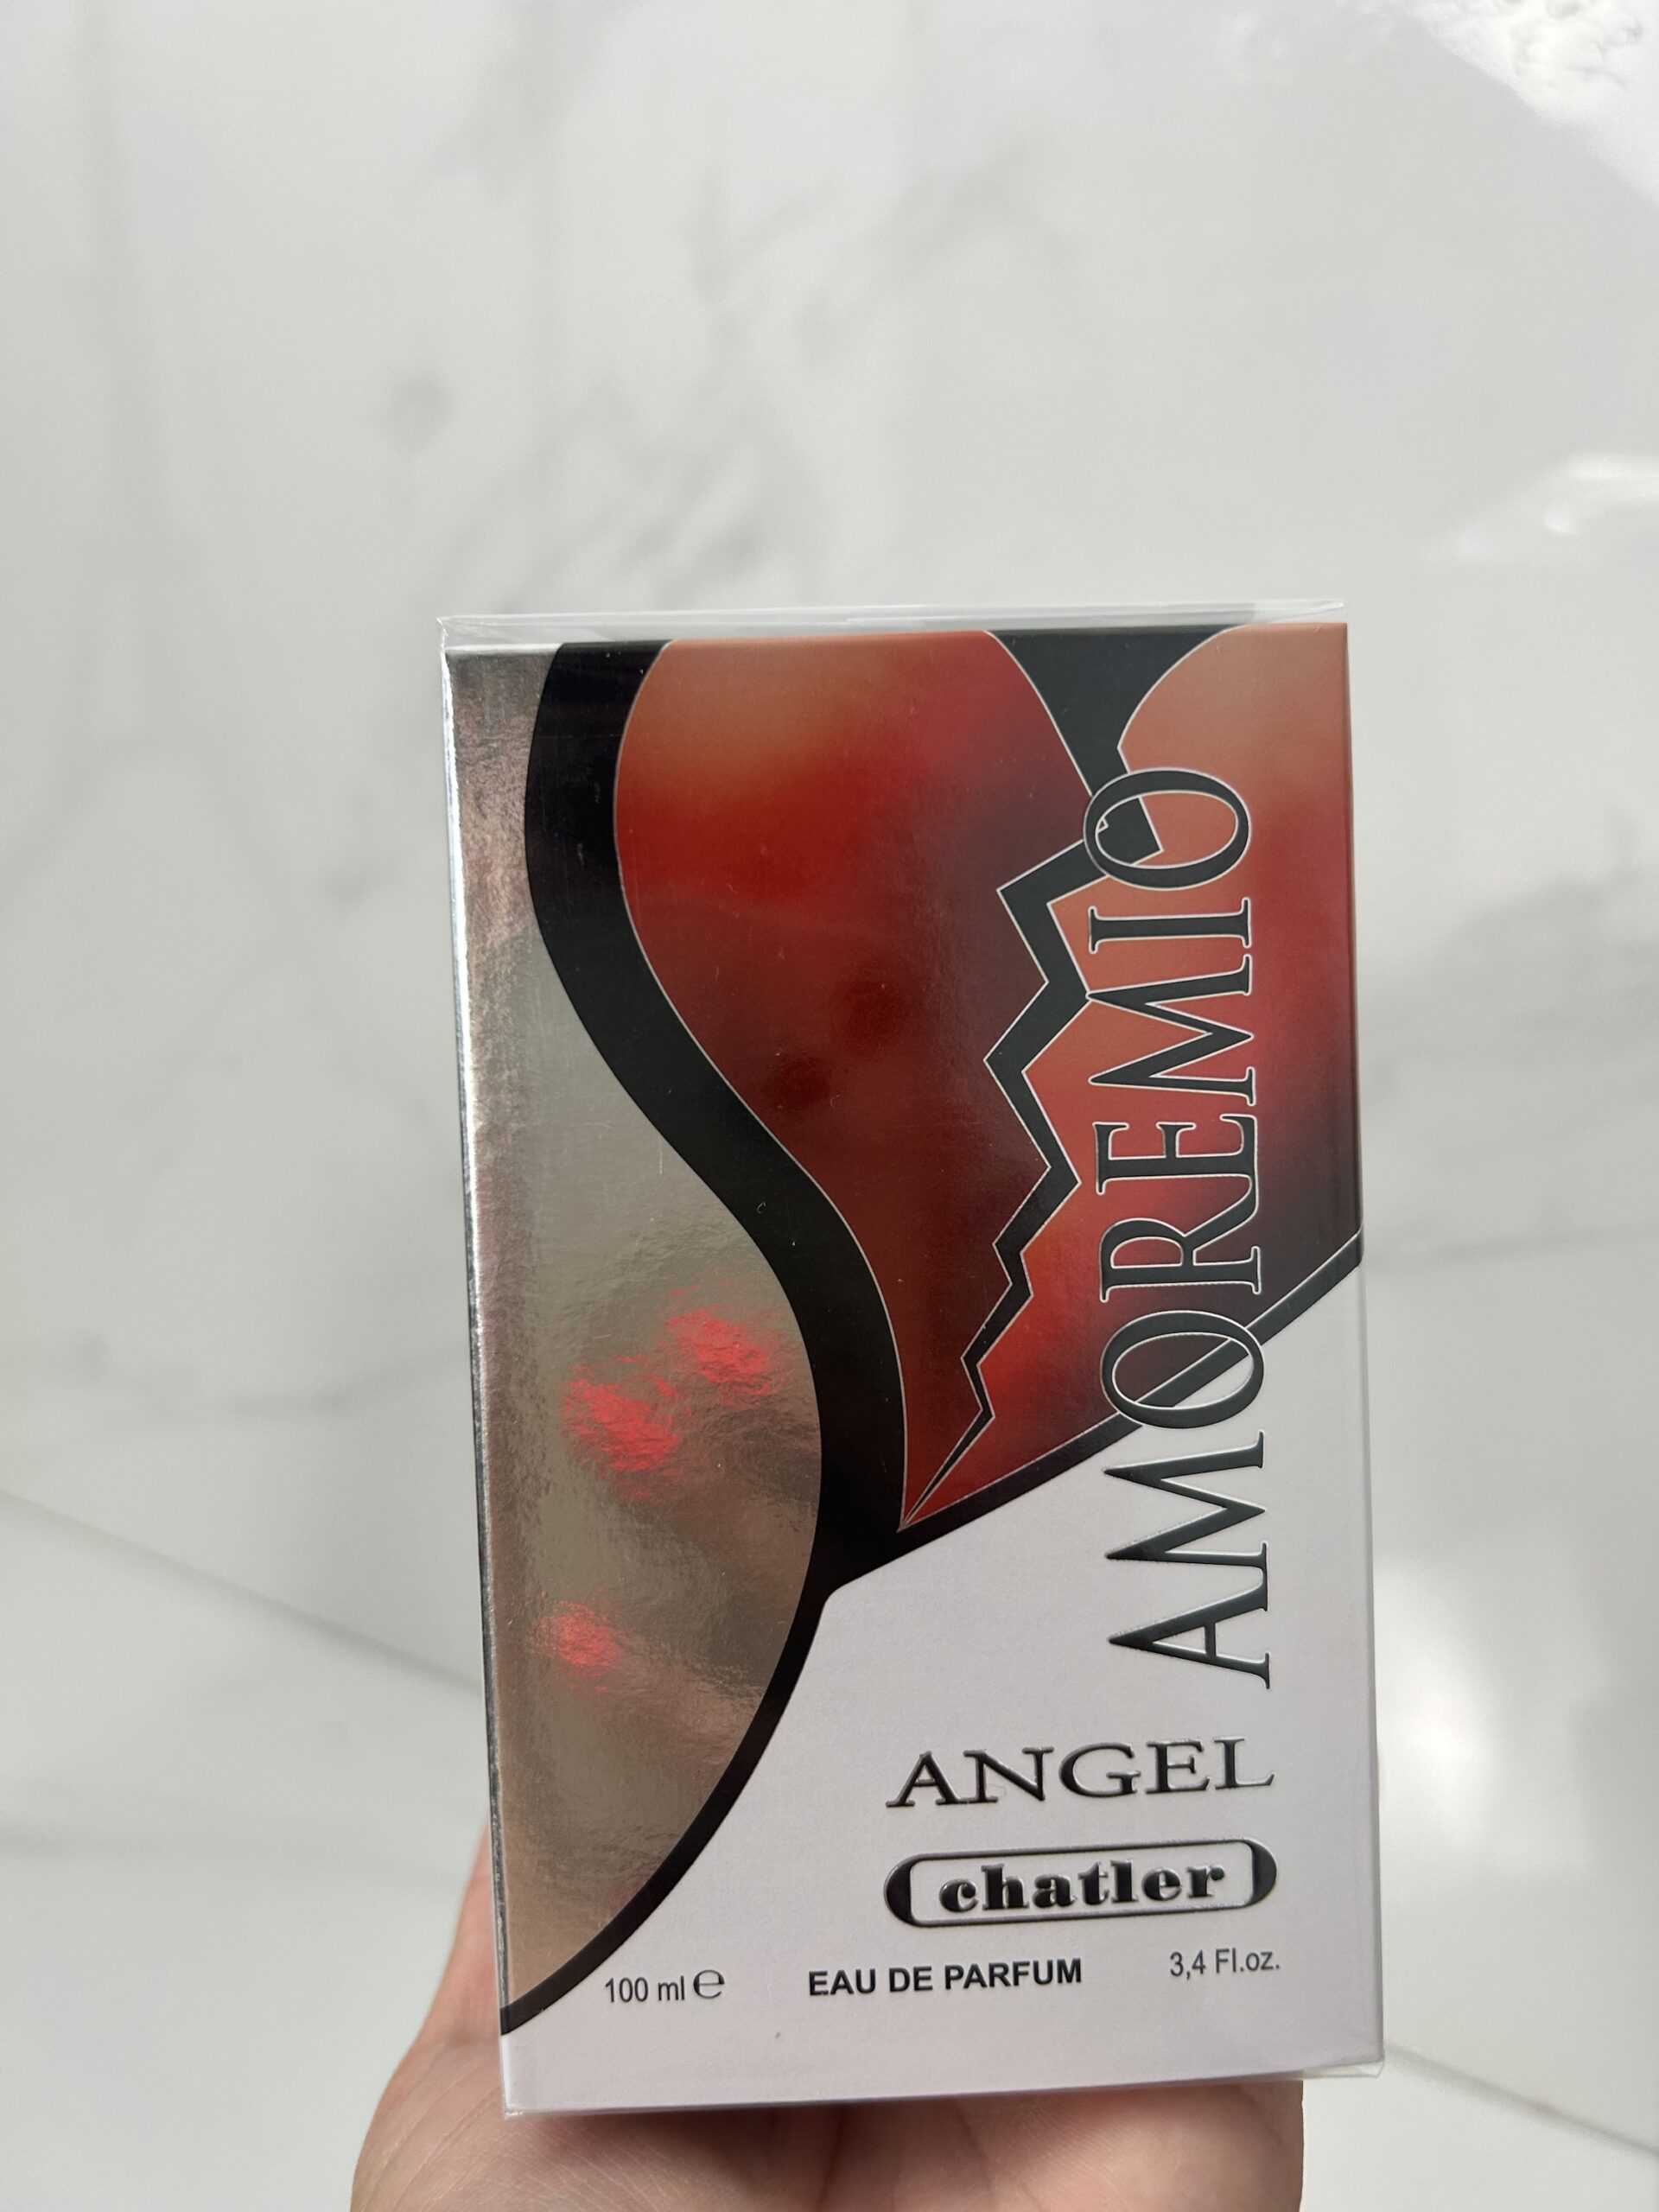 AMOREMIO
ANGEL
chatler
100 ml ℮ EAU DE PARFUM 3,4 Fl.oz.